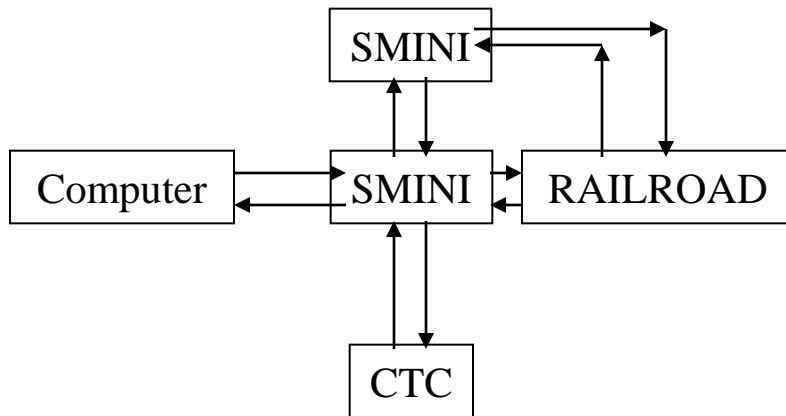 SMINI
Computer
SMINI
RAILROAD
CTC